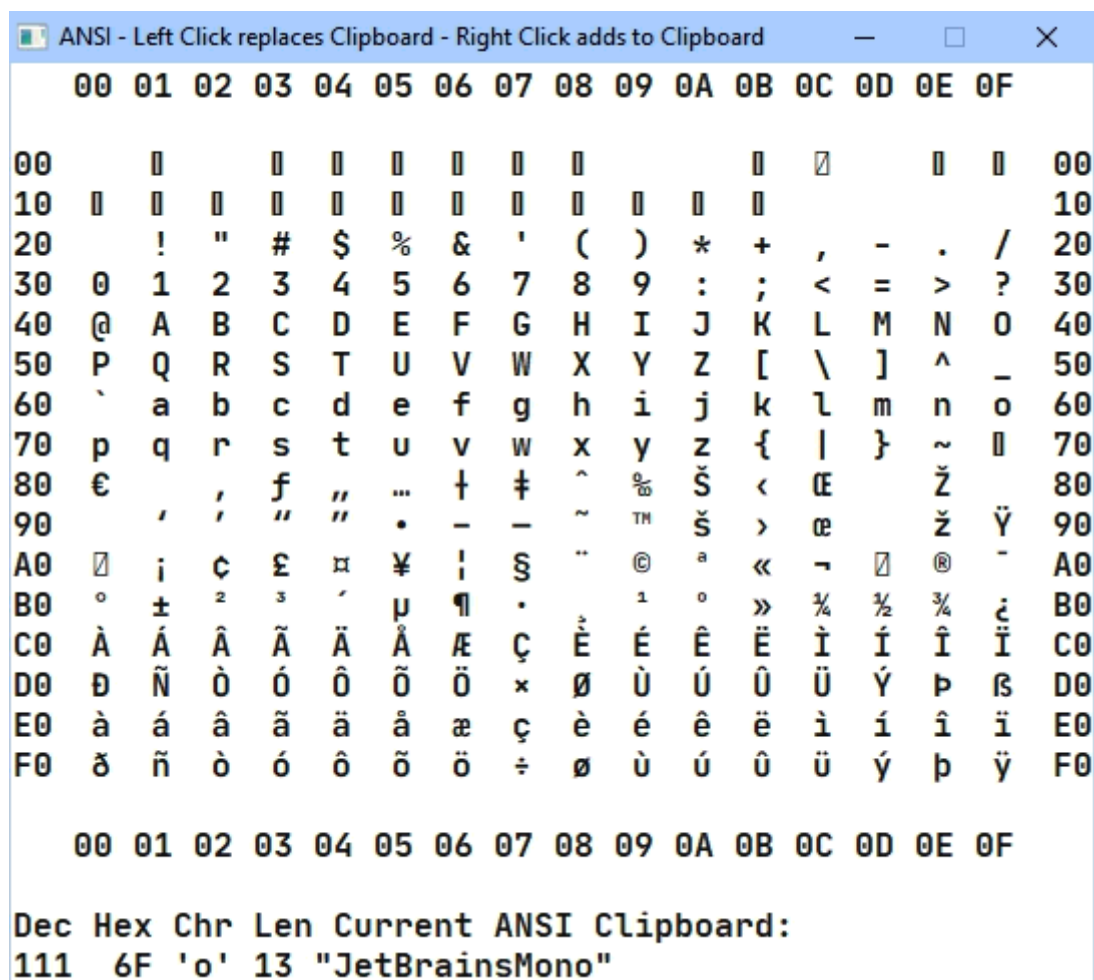 ANSI - Left Click replaces Clipboard - Right Click adds to Clipboard
00 01 02 03 04 05 06 07 08 09 0A 0B 0C 0D 0E 0F
00 00
10 10
20 ! " # $ % & ' ( ) * + , - . / 20
30 0 1 2 3 4 5 6 7 8 9 : ; < = > ? 30
40 @ A B C D E F G H I J K L M N O 40
50 P Q R S T U V W X Y Z [ \ ] ^ _ 50
60 ` a b c d e f g h i j k l m n o 60
70 p q r s t u v w x y z { | } ~ 70
80 € ‚ ƒ „ … † ‡ ˆ ‰ Š ‹ Œ Ž 80
90 ‘ ’ “ ” • – — ˜ ™ š › œ ž Ÿ 90
A0 ¡ ¢ £ ¤ ¥ ¦ § ¨ © ª « ¬ ® ¯ A0
B0 ° ± ² ³ ´ µ ¶ · ¸ ¹ º » ¼ ½ ¾ ¿ B0
C0 À Á Â Ã Ä Å Æ Ç È É Ê Ë Ì Í Î Ï C0
D0 Ð Ñ Ò Ó Ô Õ Ö × Ø Ù Ú Û Ü Ý Þ ß D0
E0 à á â ã ä å æ ç è é ê ë ì í î ï E0
F0 ð ñ ò ó ô õ ö ÷ ø ù ú û ü ý þ ÿ F0
00 01 02 03 04 05 06 07 08 09 0A 0B 0C 0D 0E 0F
Dec Hex Chr Len Current ANSI Clipboard:
111 6F 'o' 13 "JetBrainsMono"